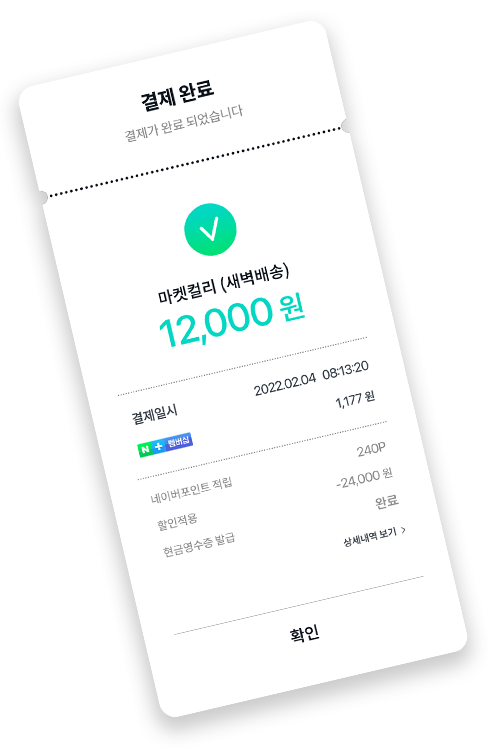 결제 완료
결제가 완료 되었습니다
마켓컬리 (새벽배송)
12,000 원
결제일시 2022.02.04 08:13:20
N + 멤버십 1,177 원
네이버포인트 적립 240P
할인적용 -24,000 원
현금영수증 발급 완료
상세내역 보기 >
확인